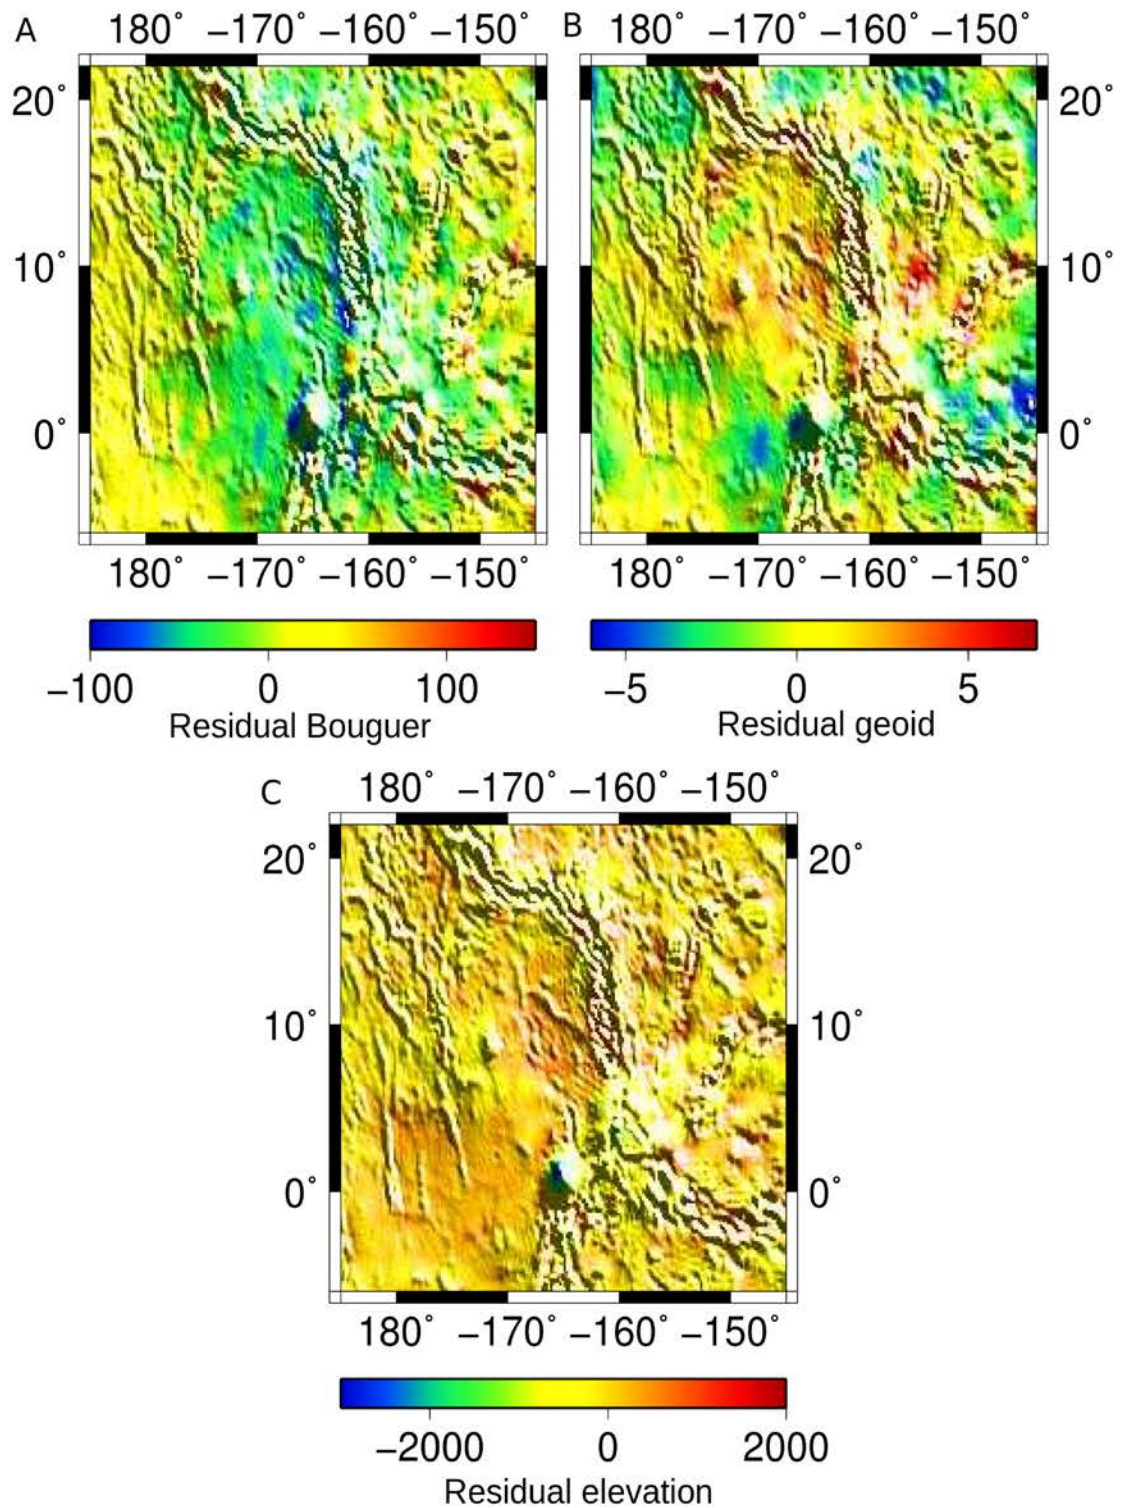 A 180° −170° −160° −150° B 180° −170° −160° −150°
20° 20°
10° 10°
0° 0°
180° −170° −160° −150° 180° −170° −160° −150°
−100 0 100 −5 0 5
Residual Bouguer Residual geoid
C 180° −170° −160° −150°
20° 20°
10° 10°
0° 0°
180° −170° −160° −150°
−2000 0 2000
Residual elevation